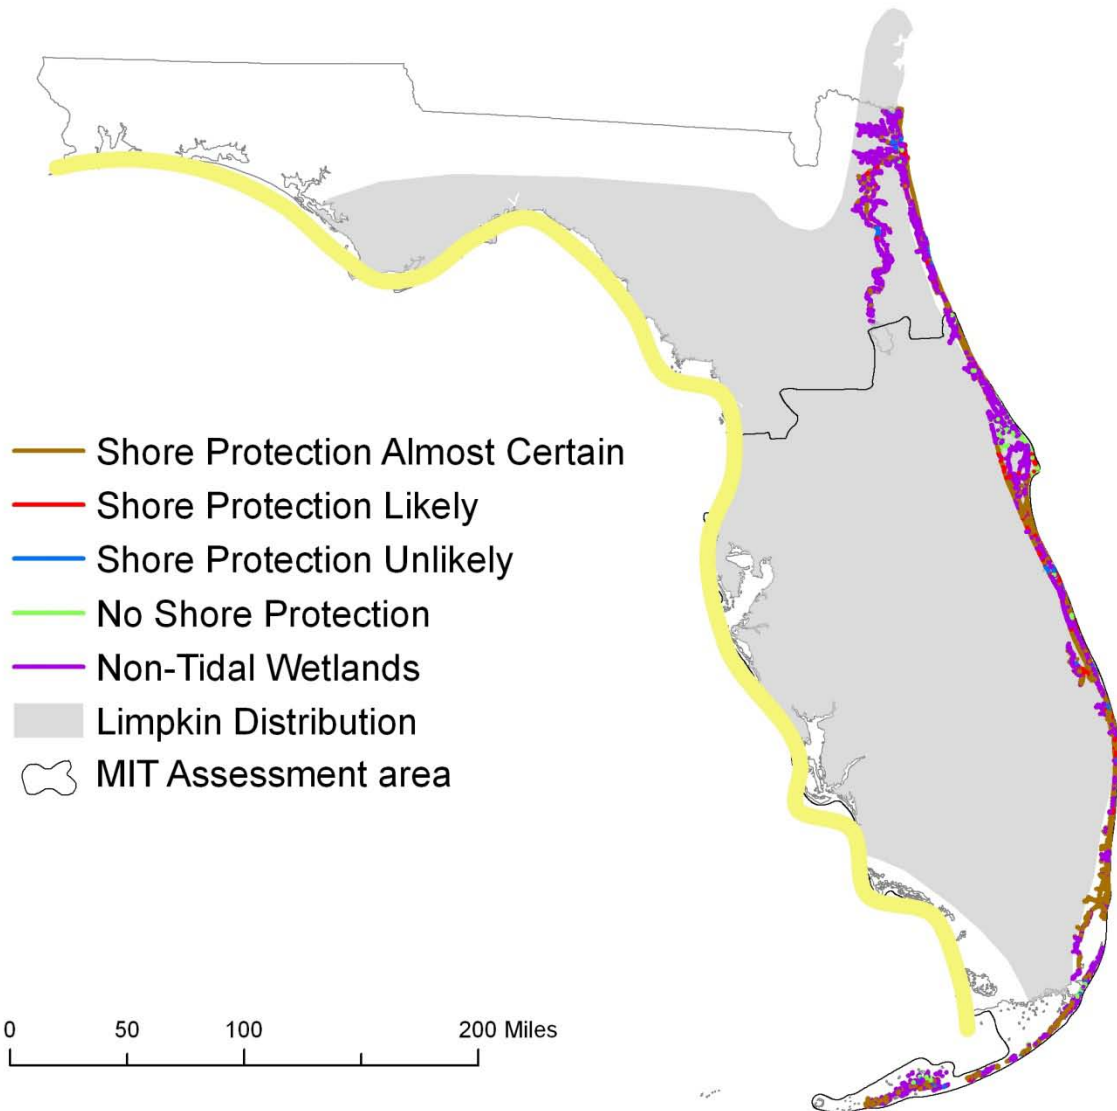 Shore Protection Almost Certain
Shore Protection Likely
Shore Protection Unlikely
No Shore Protection
Non-Tidal Wetlands
Limpkin Distribution
MIT Assessment area
0 50 100 200 Miles